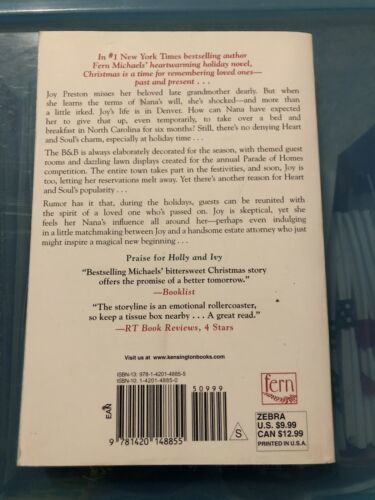 In #1 New York Times bestselling author
Fern Michaels' heartwarming holiday novel,
Christmas is a time for remembering loved ones—
past and present . . .
Joy Preston misses her beloved late grandmother dearly. But when
she learns the terms of Nana's will, she's shocked—and more than
a little irked. Joy's life is in Denver. How can Nana have expected
her to give that up, even temporarily, to take over a bed and
breakfast in North Carolina for six months? Still, there's no denying Heart
and Soul's charm, especially at holiday time . . .
The B&B is always elaborately decorated for the season, with themed guest
rooms and dazzling lawn displays created for the annual Parade of Homes
competition. The entire town takes part in the festivities, and soon, Joy is
too, letting her reservations melt away. Yet there's another reason for Heart
and Soul's popularity . . .
Rumor has it that, during the holidays, guests can be reunited with
the spirit of a loved one who's passed on. Joy is skeptical, yet she
feels her Nana's influence all around her—perhaps even indulging
in a little matchmaking between Joy and a handsome estate attorney who just
might inspire a magical new beginning . . .
Praise for Holly and Ivy
"Bestselling Michaels' bittersweet Christmas story
offers the promise of a better tomorrow."
—Booklist
"The storyline is an emotional rollercoaster,
so keep a tissue box nearby . . . A great read."
—RT Book Reviews, 4 Stars
Visit us at www.kensingtonbooks.com
ISBN-13: 978-1-4201-4885-5
ISBN-10: 1-4201-4885-0
50999
EAN
9 781420 148855
S
fern
michaels
ZEBRA
U.S. $9.99
CAN $12.99
PRINTED IN U.S.A.